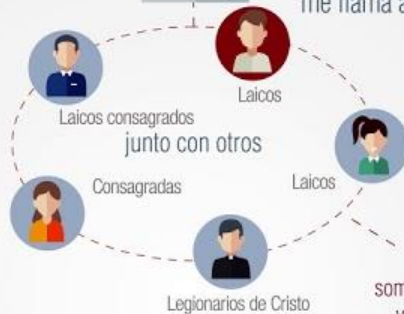 me llama a
Laicos
Laicos consagrados
junto con otros
Consagradas
Laicos
Legionarios de Cristo
som